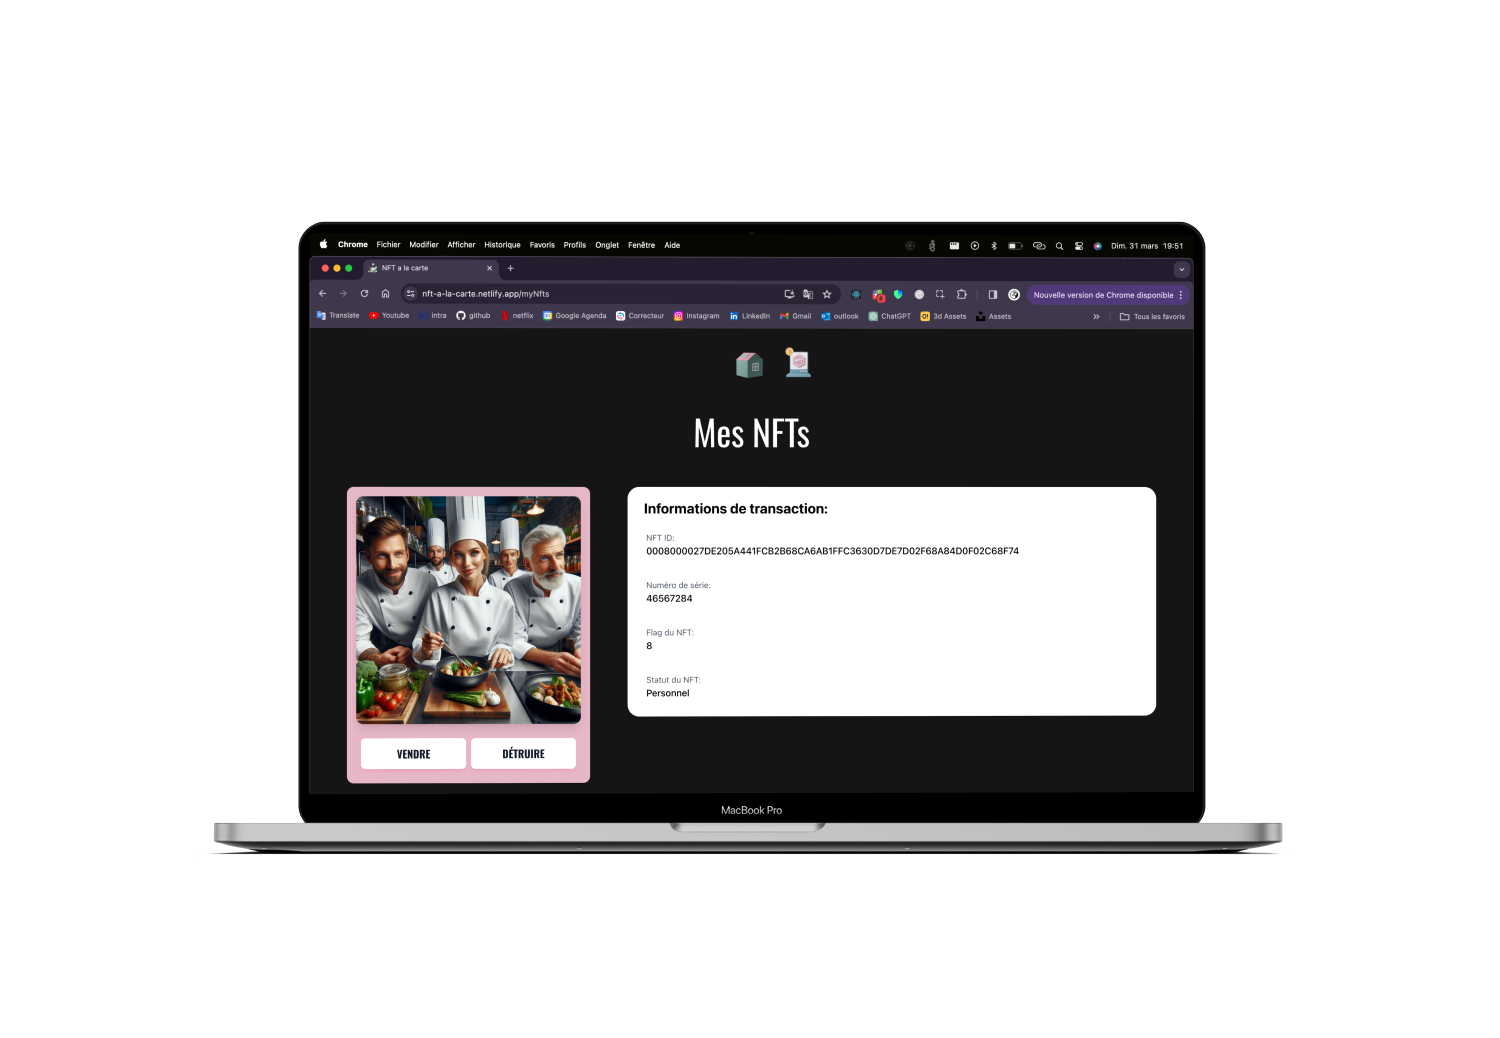 Chrome Fichier Modifier Afficher Historique Favoris Profils Onglet Fenêtre Aide Dim. 31 mars 19:51
NFT a la carte
nft-a-la-carte.netlify.app/myNfts Nouvelle version de Chrome disponible
Translate Youtube intra github netflix Google Agenda Correcteur Instagram LinkedIn Gmail outlook ChatGPT 3d Assets Assets Tous les favoris
Mes NFTs
Informations de transaction:
NFT ID:
0008000027DE205A441FCB2B68CA6AB1FFC3630D7DE7D02F68A84D0F02C68F74
Numéro de série:
46567284
Flag du NFT:
8
Statut du NFT:
Personnel
VENDRE DÉTRUIRE
MacBook Pro